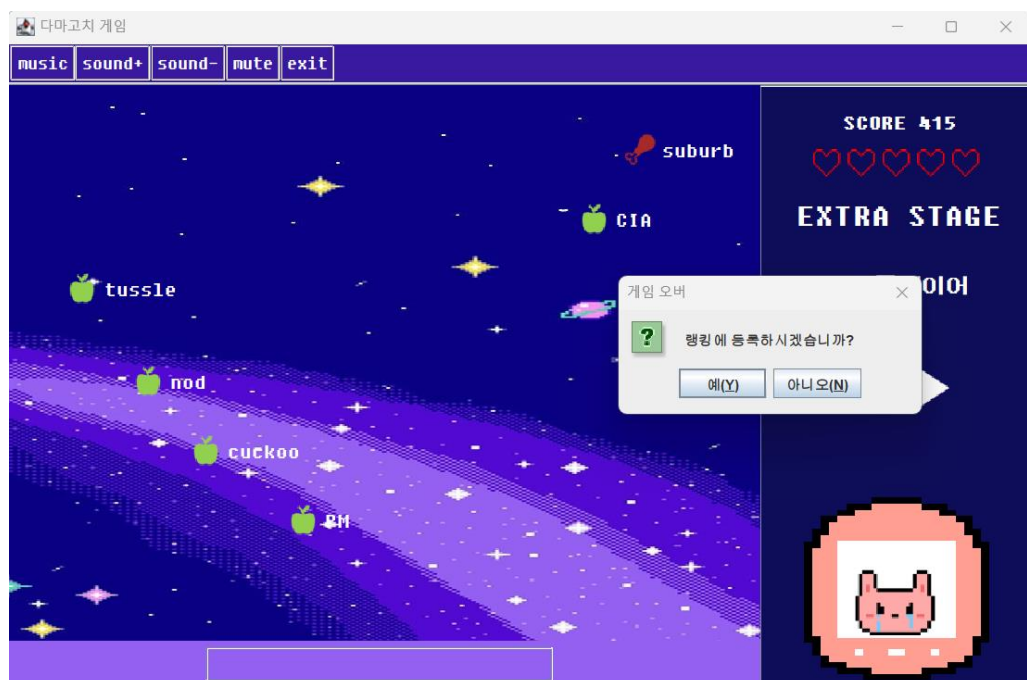 다마고치 게임
music sound+ sound- mute exit
SCORE 415
suburb
EXTRA STAGE
CIA
이어
tussle
게임 오버
랭킹에 등록하시겠습니까?
예(Y) 아니오(N)
nod
cuckoo